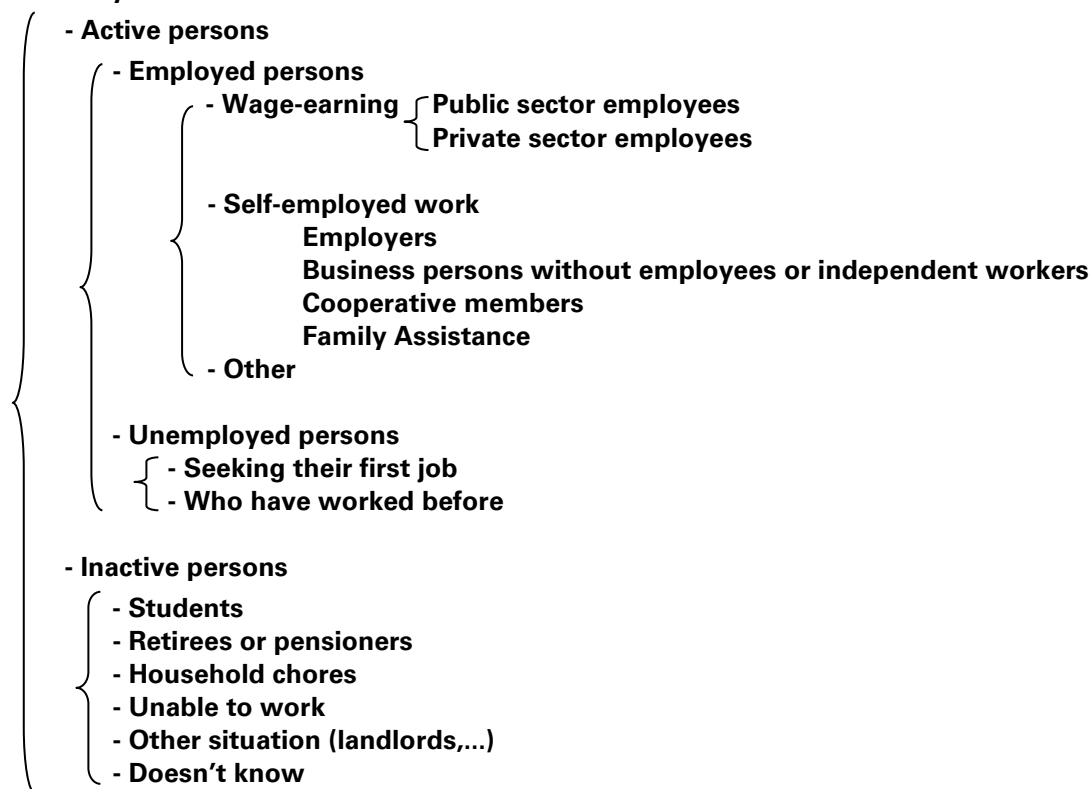 - Active persons
- Employed persons
- Wage-earning Public sector employees
Private sector employees
- Self-employed work
Employers
Business persons without employees or independent workers
Cooperative members
Family Assistance
- Other
- Unemployed persons
- Seeking their first job
- Who have worked before
- Inactive persons
- Students
- Retirees or pensioners
- Household chores
- Unable to work
- Other situation (landlords,...)
- Doesn't know